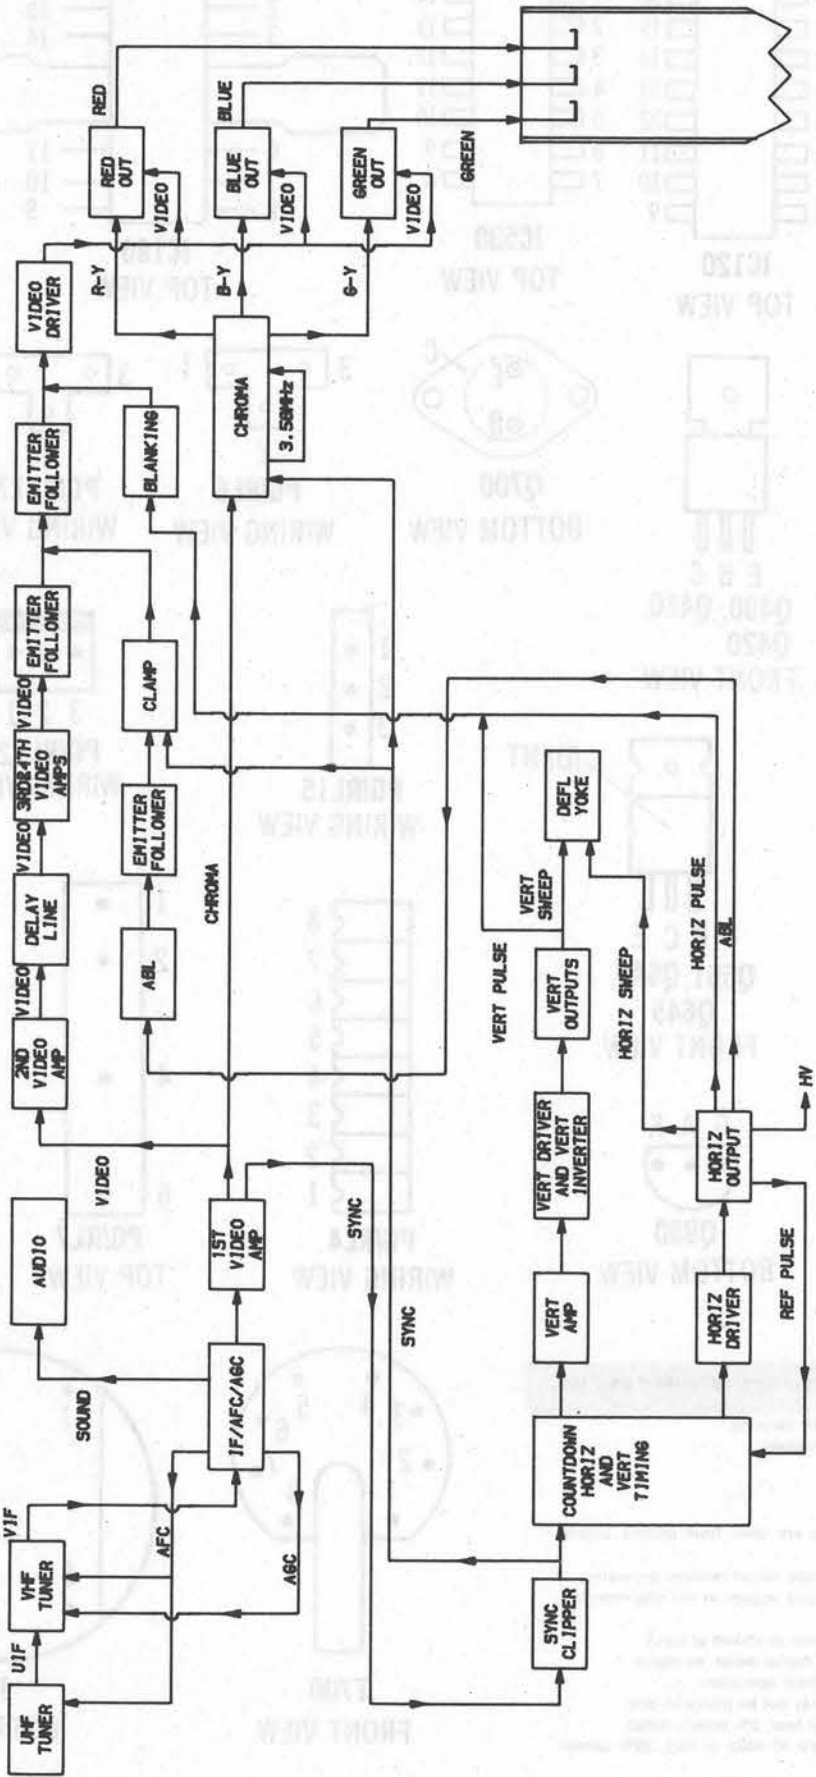 UHF
TUNER
UIF
VHF
TUNER
VIF
AFC
AGC
SOUND
IF/AFC/AGC
AUDIO
1ST
VIDEO
AMP
VIDEO
SYNC
2ND
VIDEO
AMP
VIDEO
DELAY
LINE
VIDEO
3RD&4TH
VIDEO
AMPS
VIDEO
EMITTER
FOLLOWER
EMITTER
FOLLOWER
VIDEO
DRIVER
ABL
EMITTER
FOLLOWER
CLAMP
BLANKING
CHROMA
CHROMA
3.58MHz
R-Y
B-Y
G-Y
RED
OUT
VIDEO
BLUE
OUT
VIDEO
GREEN
OUT
VIDEO
RED
BLUE
GREEN
SYNC
SYNC
CLIPPER
COUNTDOWN
HORIZ
AND
VERT
TIMING
VERT
AMP
VERT DRIVER
AND VERT
INVERTER
VERT
OUTPUTS
VERT PULSE
VERT
SWEEP
DEFL
YOKE
HORIZ
DRIVER
HORIZ
OUTPUT
HORIZ SWEEP
HORIZ PULSE
ABL
REF PULSE
HV
IC120
TOP VIEW
IC500
TOP VIEW
TOP VIEW
Q700
BOTTOM VIEW
WIRING VIEW
E B C
Q400, Q410,
Q420
FRONT VIEW
WIRING VIEW
WIRING VIEW
TOP VIEW
BOTTOM VIEW
FRONT VIEW